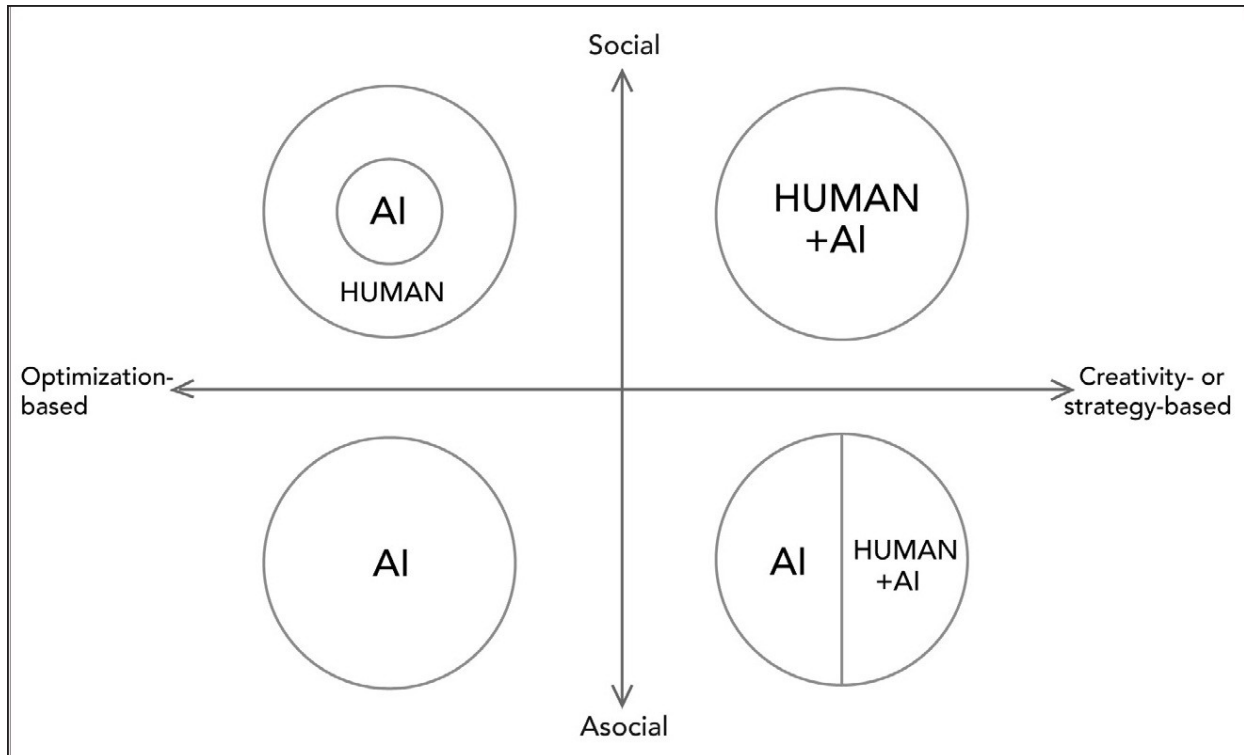 Social
AI
HUMAN
HUMAN
+AI
Optimization-
based
Creativity- or
strategy-based
AI
AI
HUMAN
+AI
Asocial